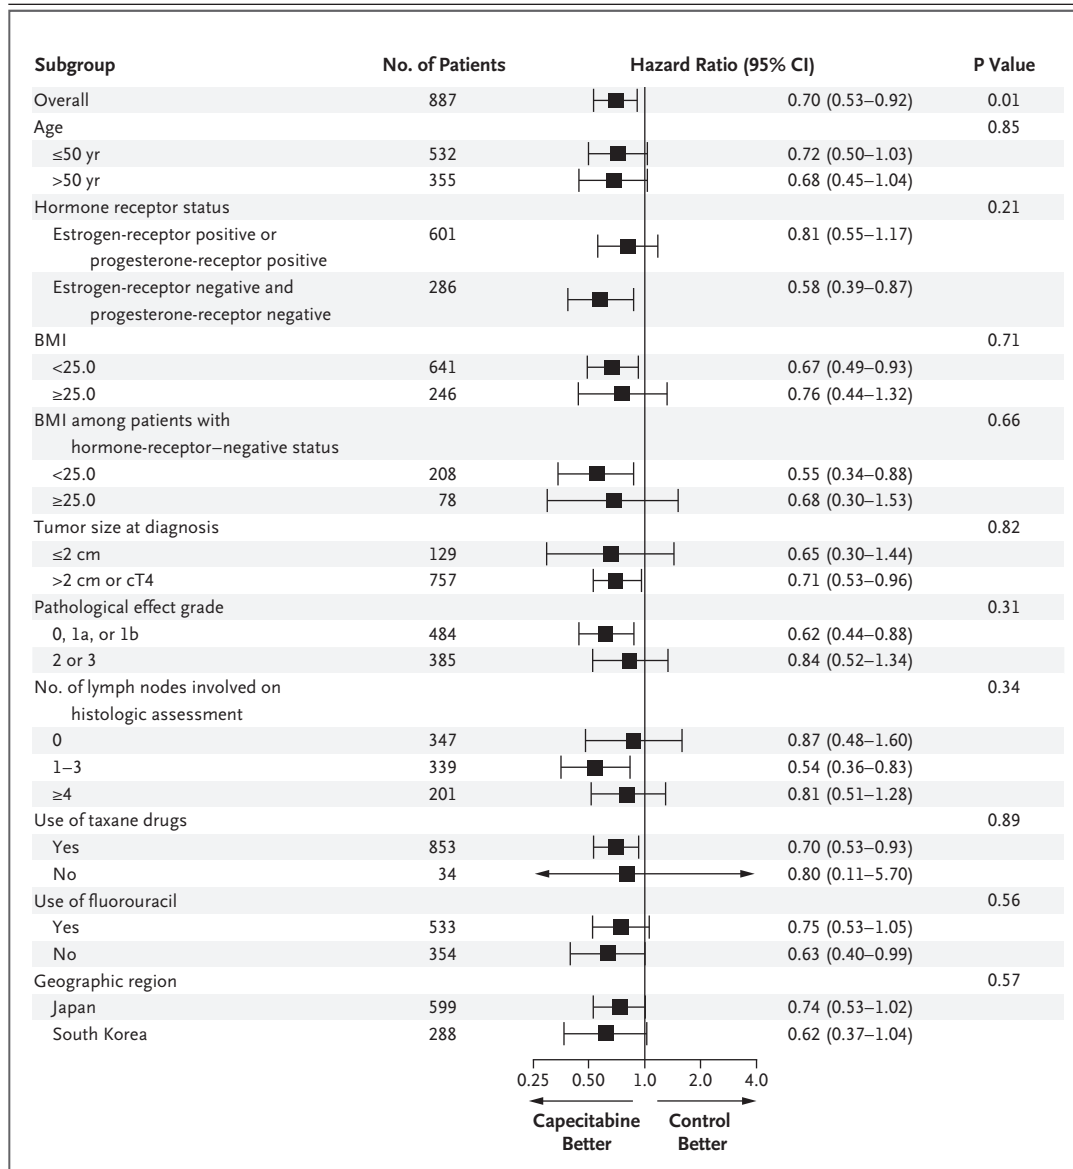 Subgroup No. of Patients Hazard Ratio (95% CI) P Value
Overall 887 0.70 (0.53–0.92) 0.01
Age 0.85
≤50 yr 532 0.72 (0.50–1.03)
>50 yr 355 0.68 (0.45–1.04)
Hormone receptor status 0.21
Estrogen-receptor positive or 601 0.81 (0.55–1.17)
progesterone-receptor positive
Estrogen-receptor negative and 286 0.58 (0.39–0.87)
progesterone-receptor negative
BMI 0.71
<25.0 641 0.67 (0.49–0.93)
≥25.0 246 0.76 (0.44–1.32)
BMI among patients with 0.66
hormone-receptor–negative status
<25.0 208 0.55 (0.34–0.88)
≥25.0 78 0.68 (0.30–1.53)
Tumor size at diagnosis 0.82
≤2 cm 129 0.65 (0.30–1.44)
>2 cm or cT4 757 0.71 (0.53–0.96)
Pathological effect grade 0.31
0, 1a, or 1b 484 0.62 (0.44–0.88)
2 or 3 385 0.84 (0.52–1.34)
No. of lymph nodes involved on 0.34
histologic assessment
0 347 0.87 (0.48–1.60)
1–3 339 0.54 (0.36–0.83)
≥4 201 0.81 (0.51–1.28)
Use of taxane drugs 0.89
Yes 853 0.70 (0.53–0.93)
No 34 0.80 (0.11–5.70)
Use of fluorouracil 0.56
Yes 533 0.75 (0.53–1.05)
No 354 0.63 (0.40–0.99)
Geographic region 0.57
Japan 599 0.74 (0.53–1.02)
South Korea 288 0.62 (0.37–1.04)
0.25 0.50 1.0 2.0 4.0
Capecitabine Control
Better Better